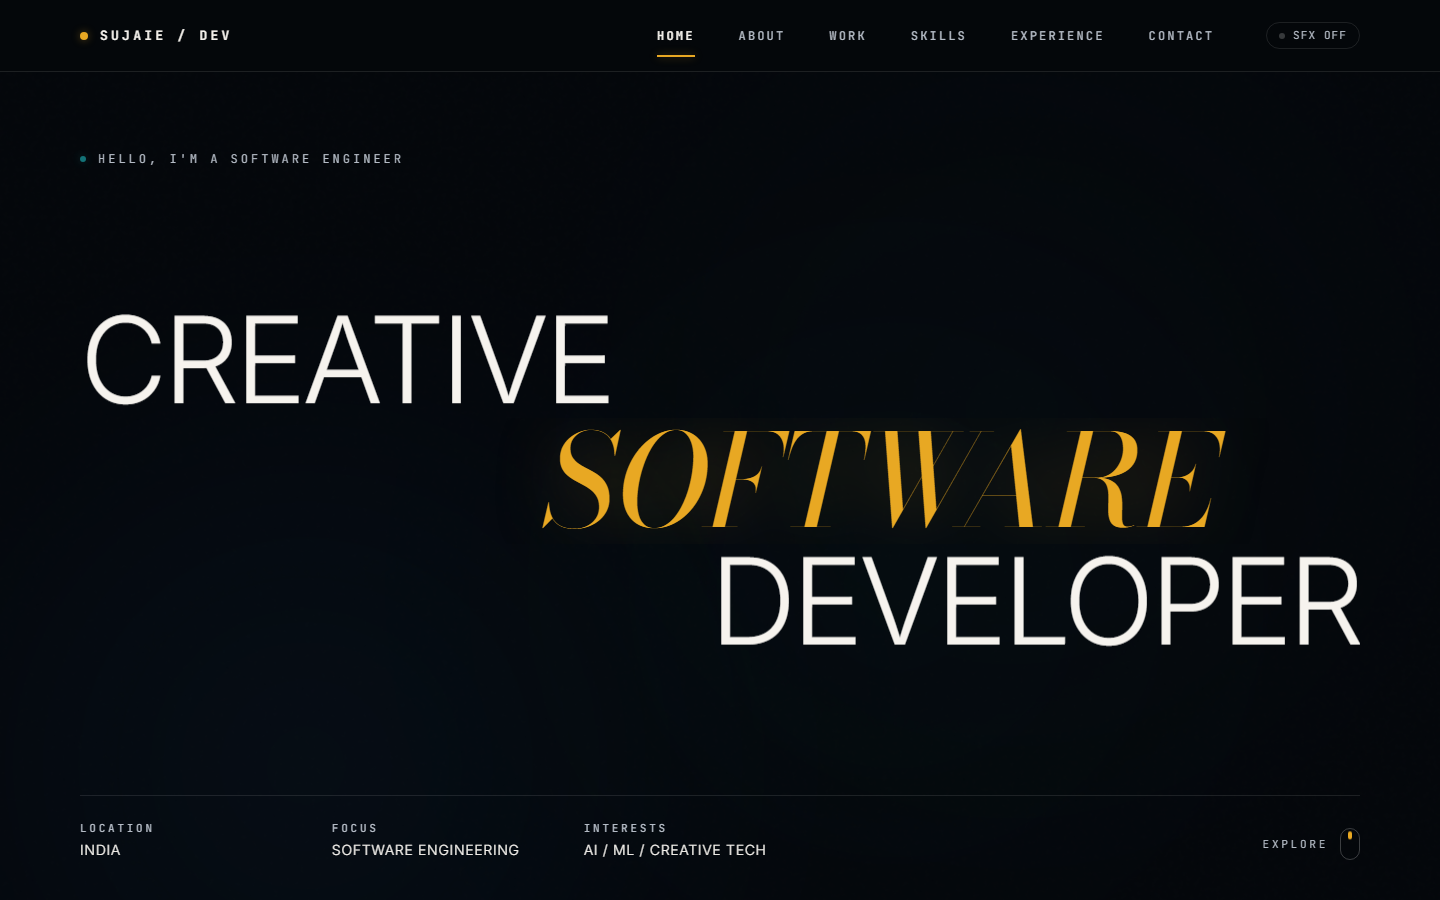 SUJAIE / DEV
HOME ABOUT WORK SKILLS EXPERIENCE CONTACT SFX OFF
HELLO, I'M A SOFTWARE ENGINEER
CREATIVE
SOFTWARE
DEVELOPER
LOCATION
INDIA
FOCUS
SOFTWARE ENGINEERING
INTERESTS
AI / ML / CREATIVE TECH
EXPLORE